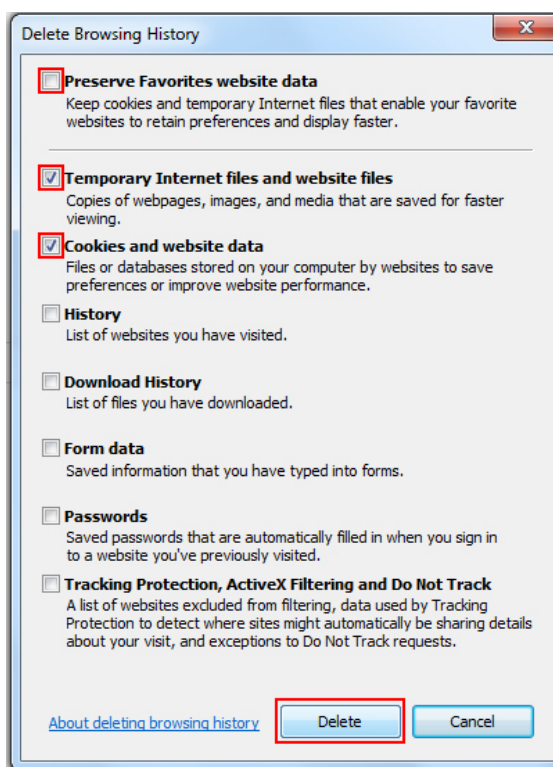 Delete Browsing History
Preserve Favorites website data
Keep cookies and temporary Internet files that enable your favorite
websites to retain preferences and display faster.
Temporary Internet files and website files
Copies of webpages, images, and media that are saved for faster
viewing.
Cookies and website data
Files or databases stored on your computer by websites to save
preferences or improve website performance.
History
List of websites you have visited.
Download History
List of files you have downloaded.
Form data
Saved information that you have typed into forms.
Passwords
Saved passwords that are automatically filled in when you sign in
to a website you've previously visited.
Tracking Protection, ActiveX Filtering and Do Not Track
A list of websites excluded from filtering, data used by Tracking
Protection to detect where sites might automatically be sharing details
about your visit, and exceptions to Do Not Track requests.
About deleting browsing history Delete Cancel